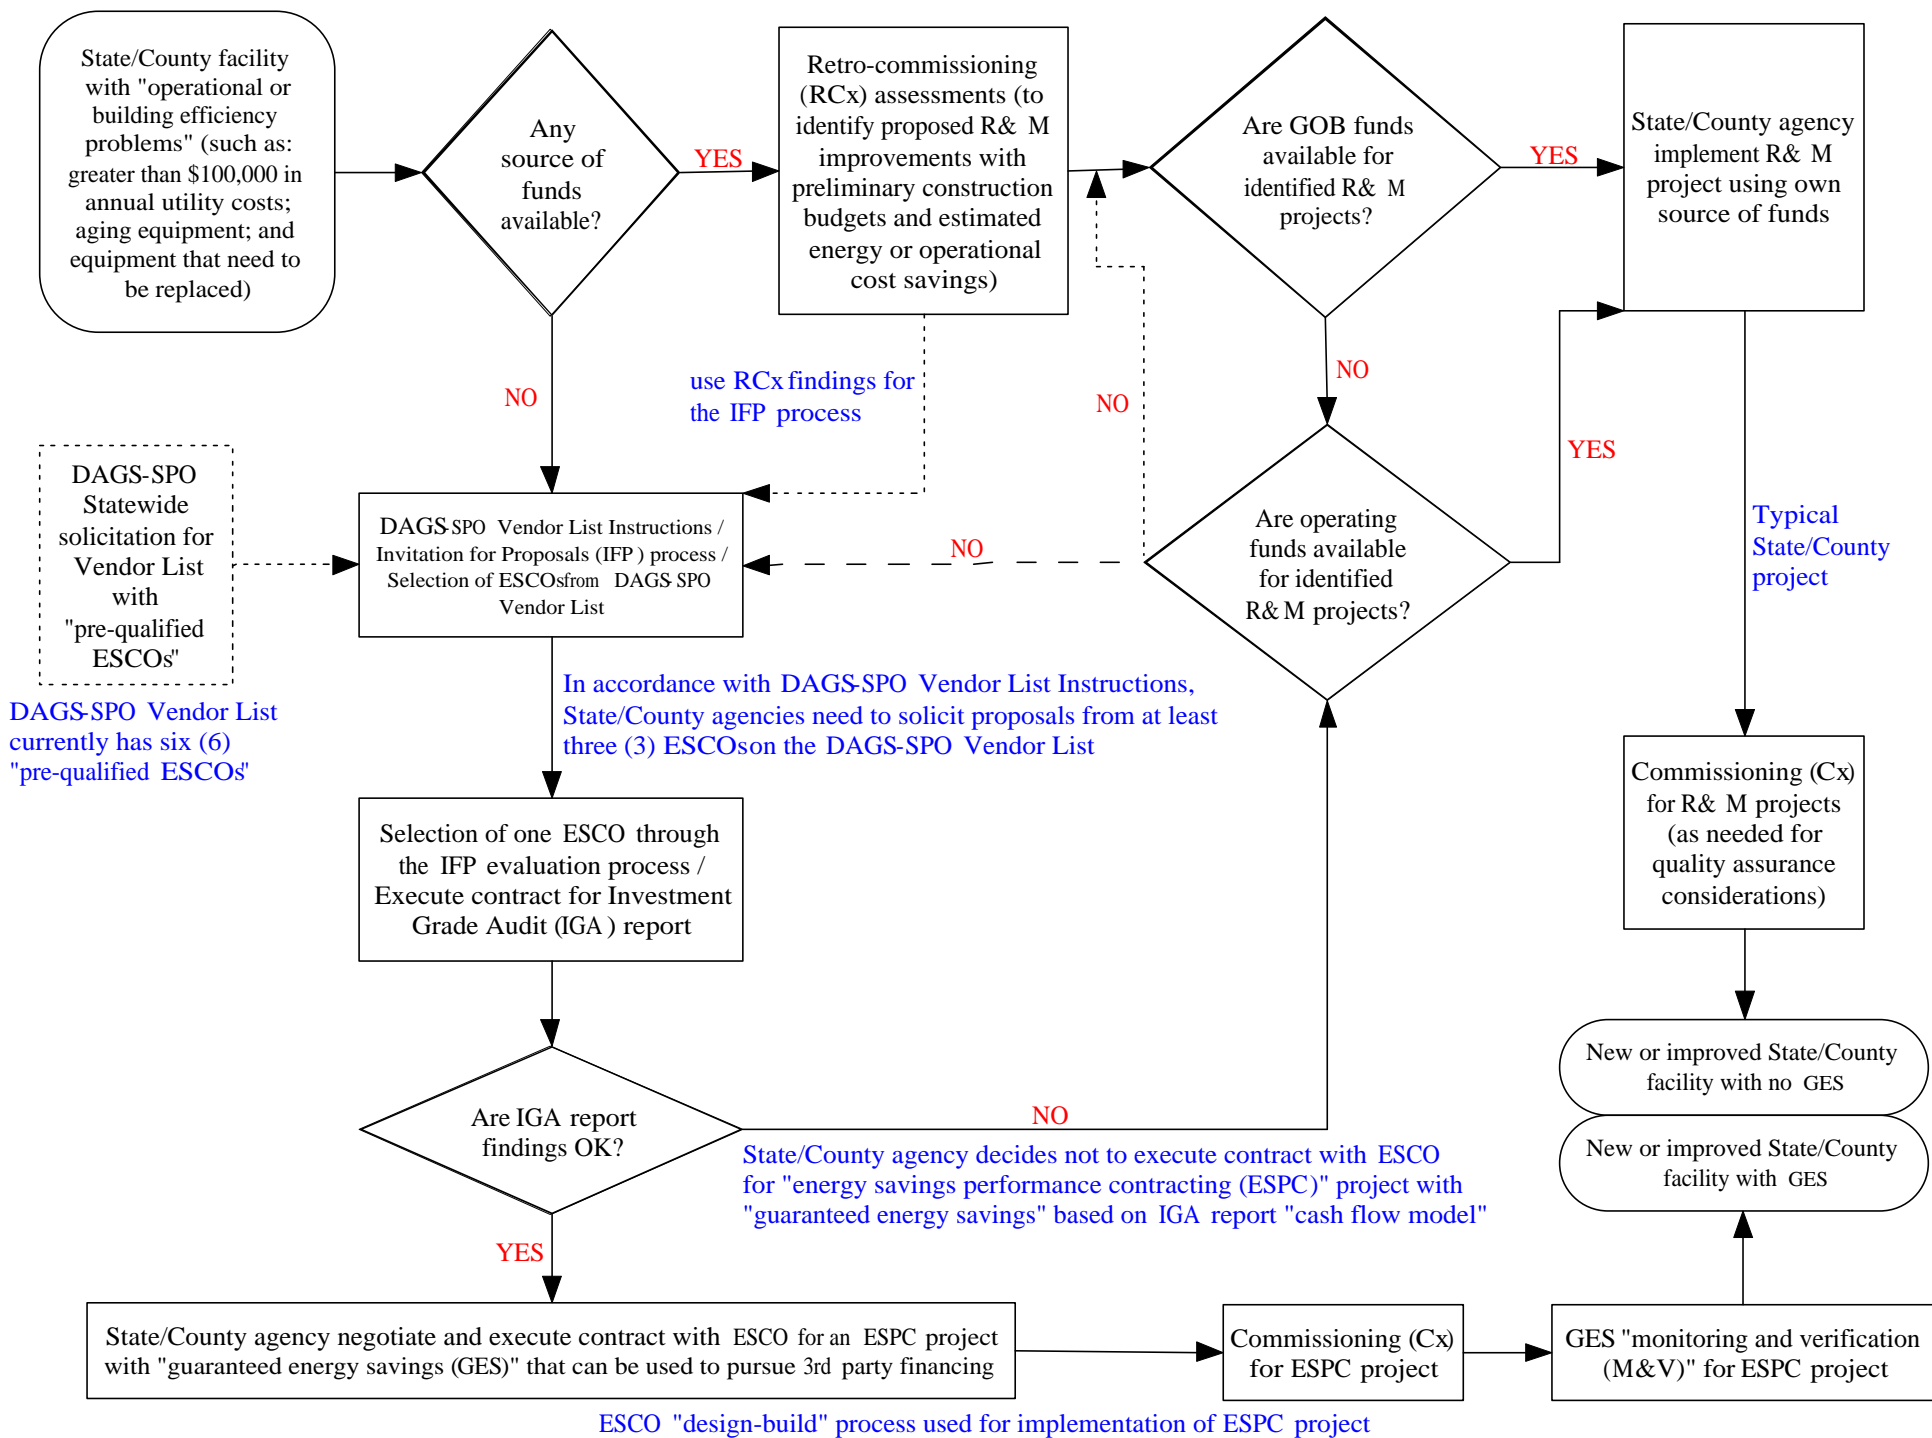 State/County facility
with "operational or
building efficiency
problems" (such as:
greater than $100,000 in
annual utility costs;
aging equipment; and
equipment that need to
be replaced)
Any
source of
funds
available?
YES
Retro-commissioning
(RCx) assessments (to
identify proposed R& M
improvements with
preliminary construction
budgets and estimated
energy or operational
cost savings)
Are GOB funds
available for
identified R& M
projects?
YES
State/County agency
implement R& M
project using own
source of funds
NO
use RCx findings for
the IFP process
NO
NO
YES
DAGS-SPO
Statewide
solicitation for
Vendor List
with
"pre-qualified
ESCOs"
DAGS-SPO Vendor List
currently has six (6)
"pre-qualified ESCOs"
DAGS-SPO Vendor List Instructions /
Invitation for Proposals (IFP) process /
Selection of ESCOsfrom DAGS-SPO
Vendor List
NO
Are operating
funds available
for identified
R&M projects?
Typical
State/County
project
In accordance with DAGS-SPO Vendor List Instructions,
State/County agencies need to solicit proposals from at least
three (3) ESCOson the DAGS-SPO Vendor List
Selection of one ESCO through
the IFP evaluation process /
Execute contract for Investment
Grade Audit (IGA) report
Commissioning (Cx)
for R& M projects
(as needed for
quality assurance
considerations)
Are IGA report
findings OK?
NO
State/County agency decides not to execute contract with ESCO
for "energy savings performance contracting (ESPC)" project with
"guaranteed energy savings" based on IGA report "cash flow model"
New or improved State/County
facility with no GES
New or improved State/County
facility with GES
YES
State/County agency negotiate and execute contract with ESCO for an ESPC project
with "guaranteed energy savings (GES)" that can be used to pursue 3rd party financing
Commissioning (Cx)
for ESPC project
GES "monitoring and verification
(M&V)" for ESPC project
ESCO "design-build" process used for implementation of ESPC project